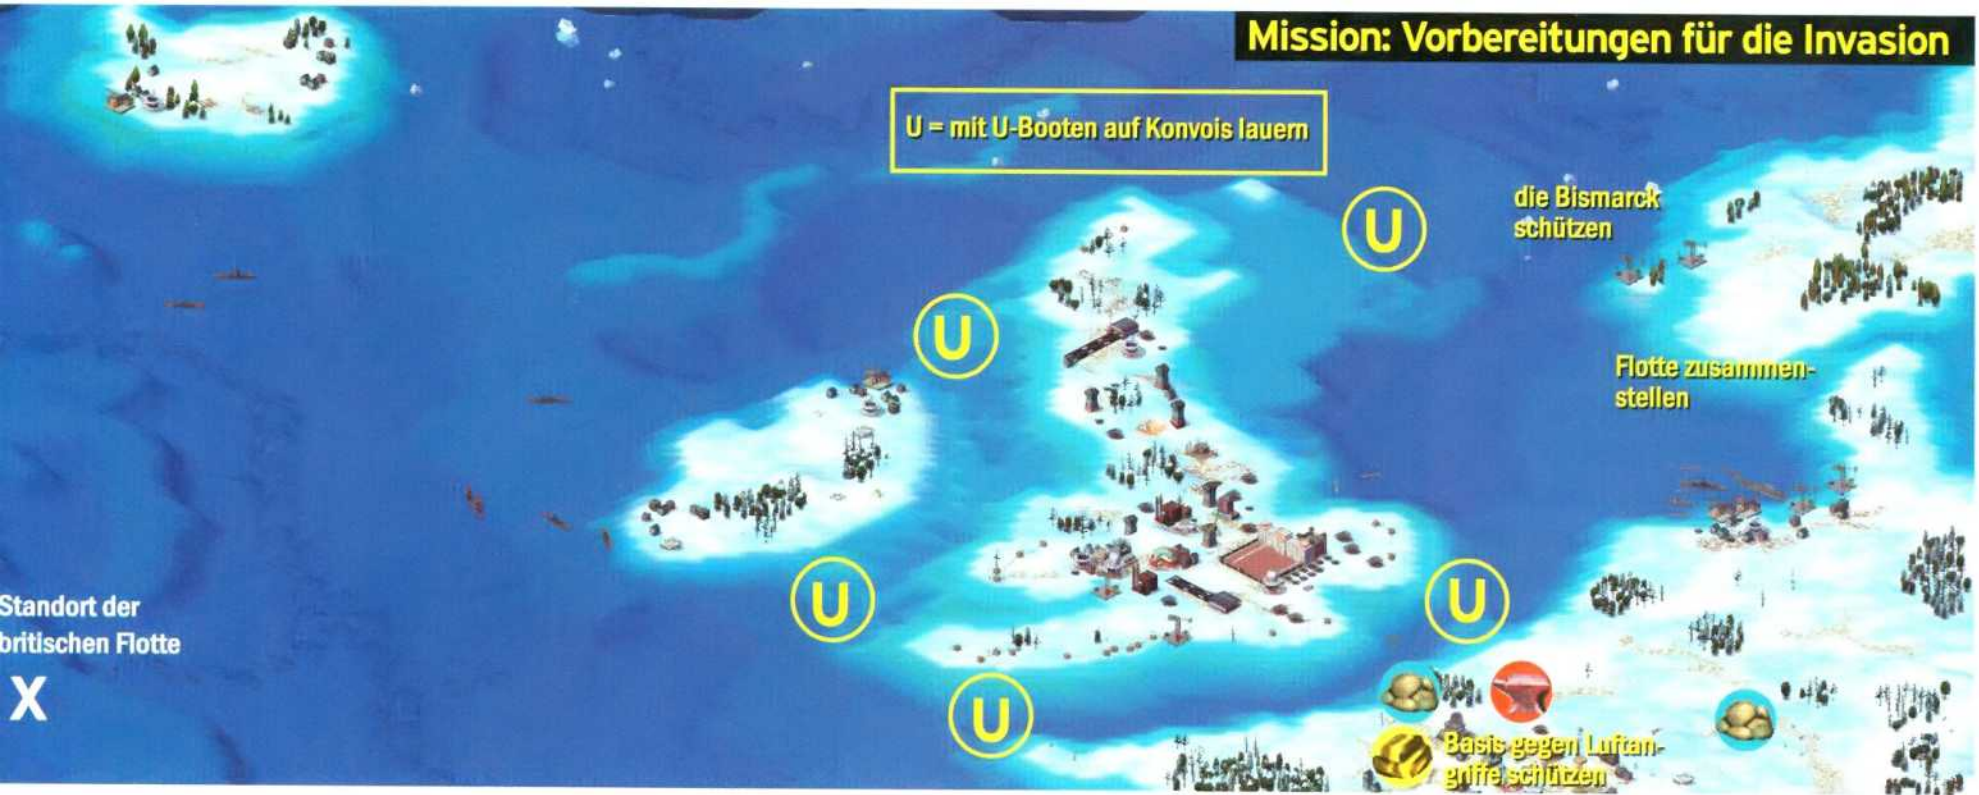 Mission: Vorbereitungen für die Invasion
U = mit U-Booten auf Konvois lauern
U
die Bismarck
schützen
U
Flotte zusammen-
stellen
U
U
Standort der
britischen Flotte
X
U
Basis gegen Luftan-
griffe schützen